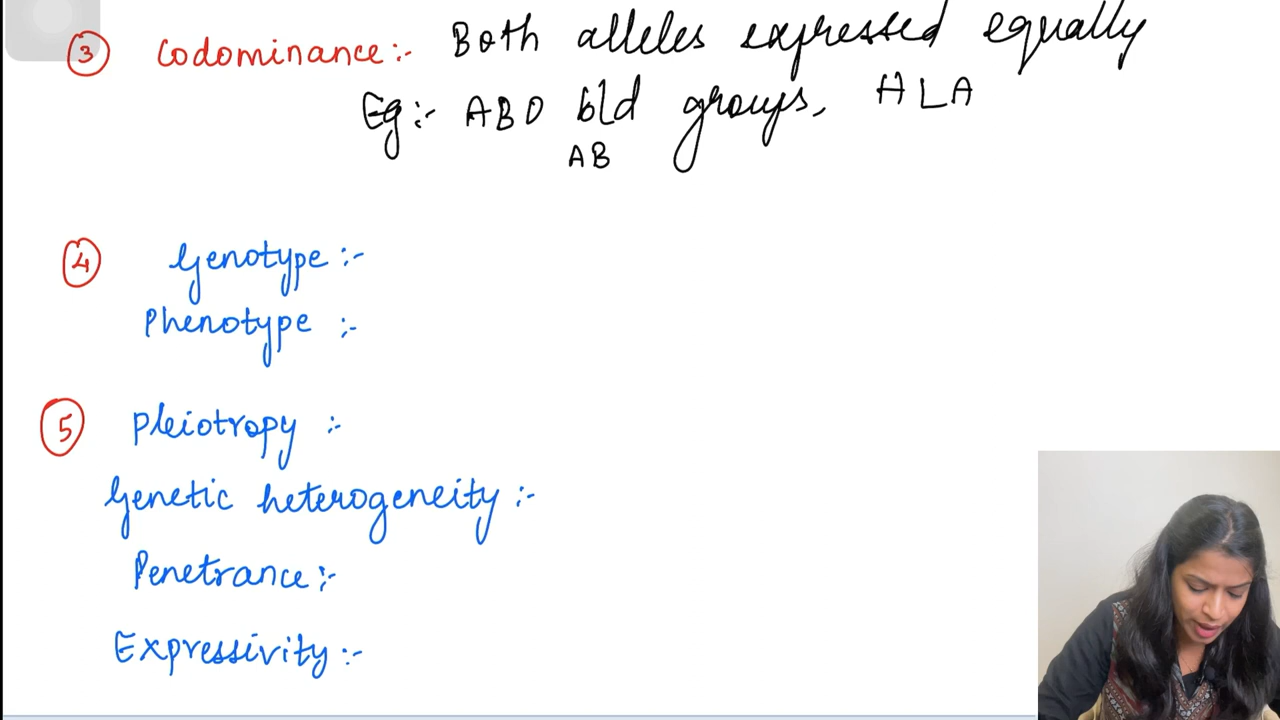 3 Codominance:- Both alleles expressed equally
Eg:- ABO bld groups, HLA
AB
4 Genotype :-
Phenotype :-
5 Pleiotropy :-
Genetic heterogeneity :-
Penetrance :-
Expressivity :-